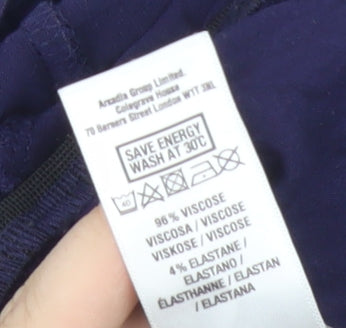 Arcadia Group Limited.
Colegrave House
70 Berners Street London W1T 3NL
SAVE ENERGY
WASH AT 30°C
40
96% VISCOSE
VISCOSA / VISCOSE
VISKOSE / VISCOSE
4% ELASTANE /
ELASTANO /
ELASTHANNE / ELASTAN
/ ELASTANA